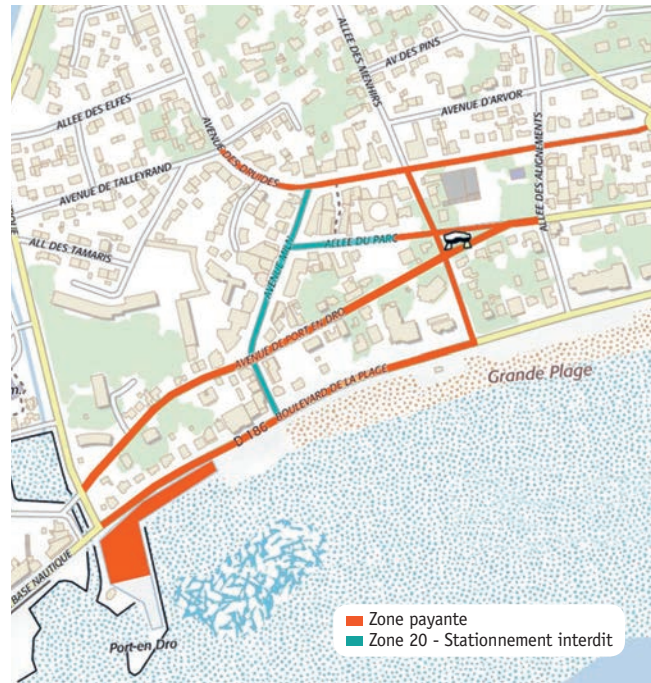 ALLEE DES MENHIRS
AV DES PINS
ALLEE DES ELFES
AVENUE D'ARVOR
AVENUE DES DRUIDES
ALLEE DES ALIGNEMENTS
AVENUE DE TALLEYRAND
ALLEE DU PARC
ALL DES TAMARIS
AVENUE DE PORT EN DRO
BOULEVARD DE LA PLAGE
D 186
Grande Plage
BASE NAUTIQUE
Port-en Dro
Zone payante
Zone 20 - Stationnement interdit